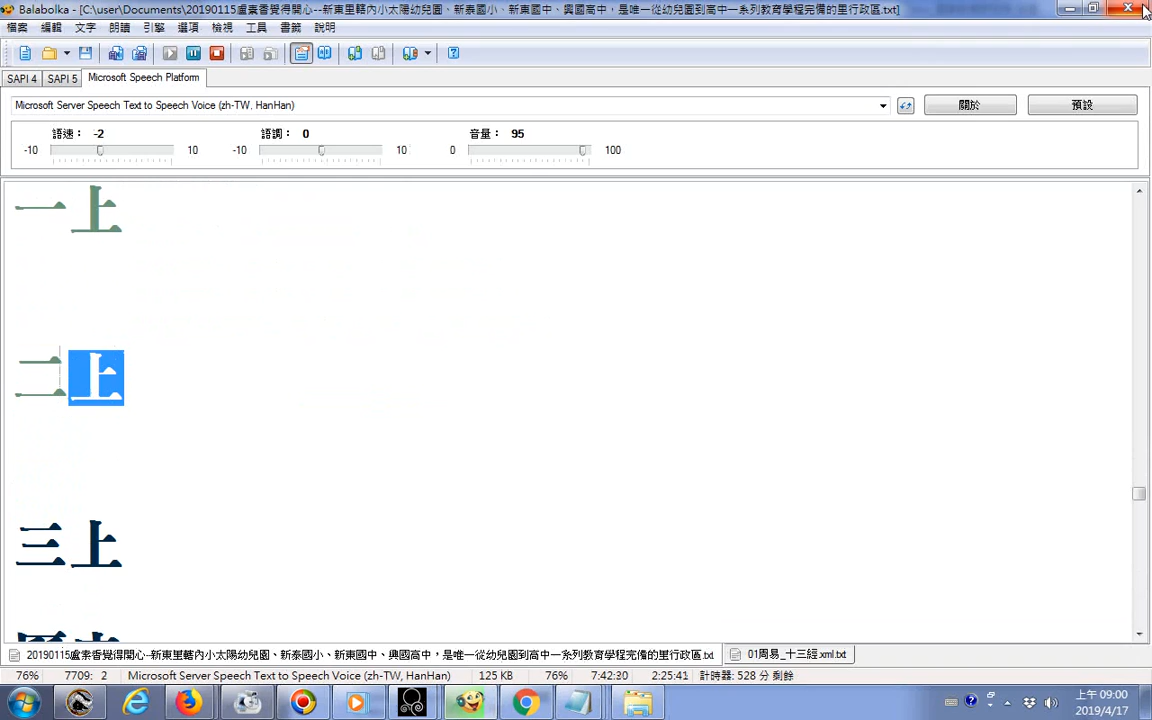 Balabolka - [C:\user\Documents\20190115盧素香覺得開心--新東里轄內小太陽幼兒園、新泰國小、新東國中、興國高中，是唯一從幼兒園到高中一系列教育學程完備的里行政區.txt]
檔案 編輯 文字 朗讀 引擎 選項 檢視 工具 書籤 說明
SAPI 4 SAPI 5 Microsoft Speech Platform
Microsoft Server Speech Text to Speech Voice (zh-TW, HanHan) 關於 預設
語速： -2 語調： 0 音量： 95
-10 10 -10 10 0 100
一上
二上
三上
20190115盧素香覺得開心--新東里轄內小太陽幼兒園、新泰國小、新東國中、興國高中，是唯一從幼兒園到高中一系列教育學程完備的里行政區.txt 01周易_十三經.xml.txt
76% 7709: 2 Microsoft Server Speech Text to Speech Voice (zh-TW, HanHan) 125 KB 76% 7:42:30 2:25:41 計時器: 528 分 剩餘
上午 09:00
2019/4/17